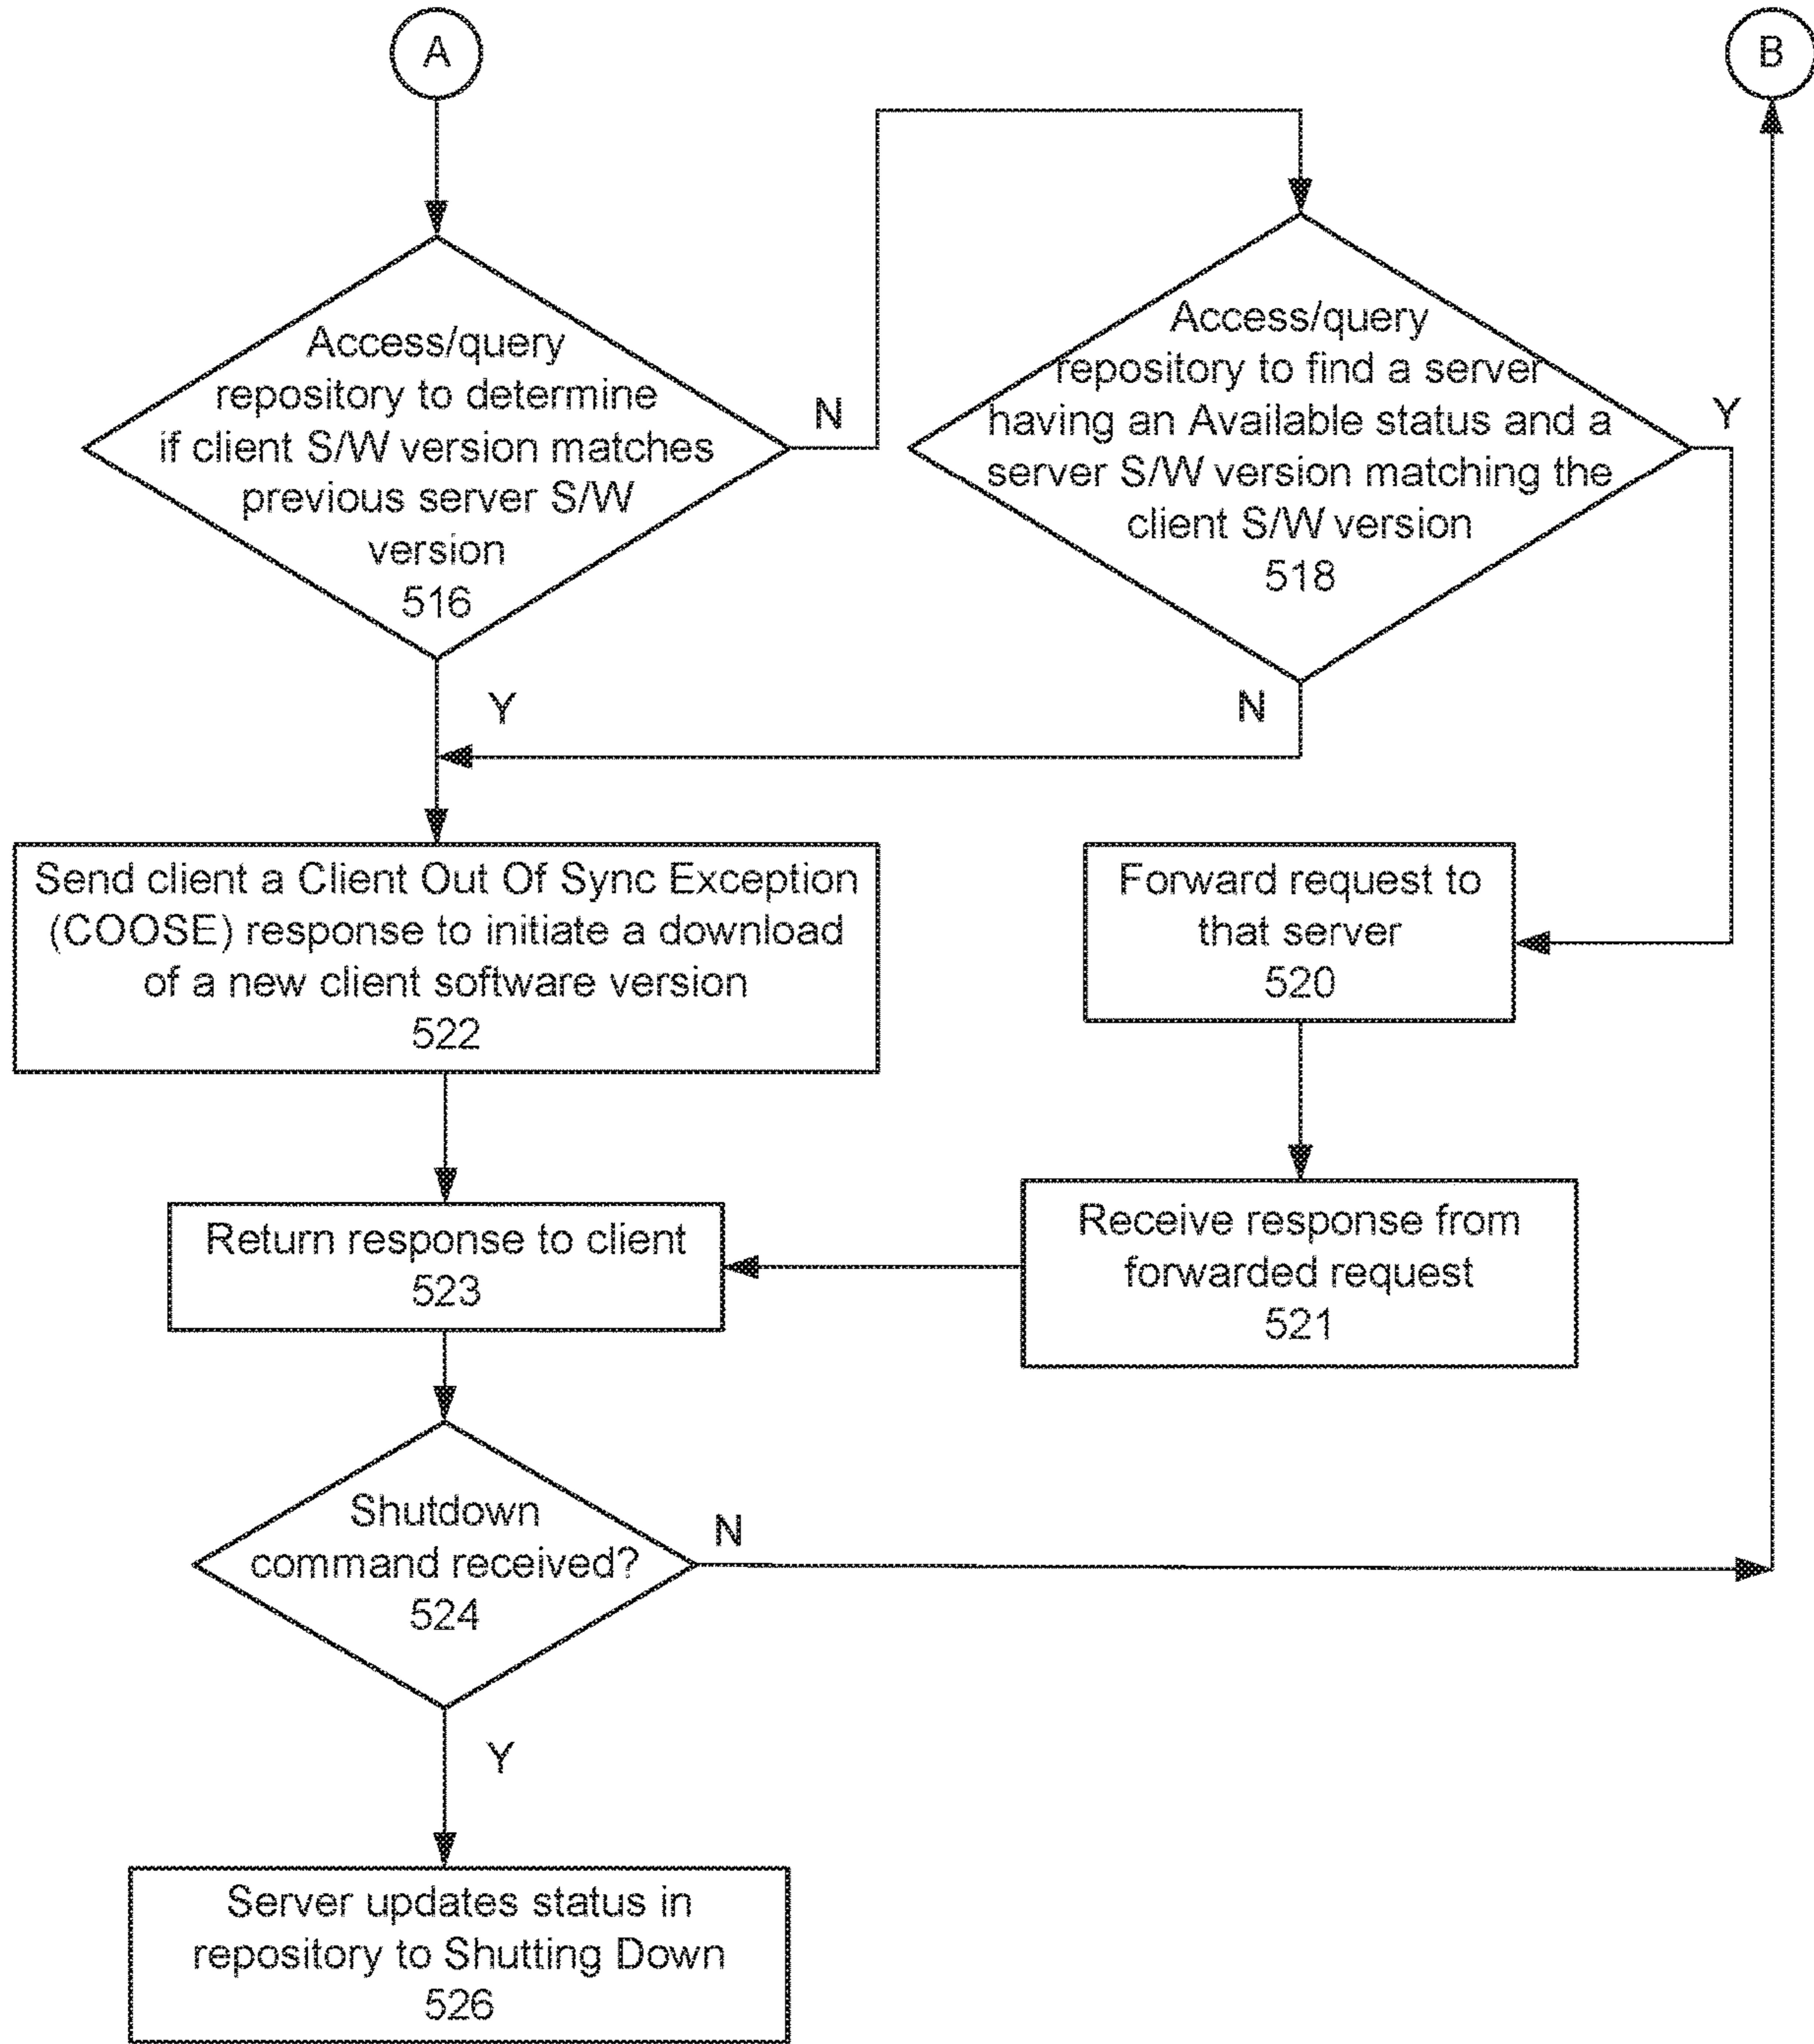 A
B
Access/query
repository to determine
if client S/W version matches
previous server S/W
version
516
N
Access/query
repository to find a server
having an Available status and a
server S/W version matching the
client S/W version
518
Y
Y
N
Send client a Client Out Of Sync Exception
(COOSE) response to initiate a download
of a new client software version
522
Forward request to
that server
520
Return response to client
523
Receive response from
forwarded request
521
Shutdown
command received?
524
N
Y
Server updates status in
repository to Shutting Down
526